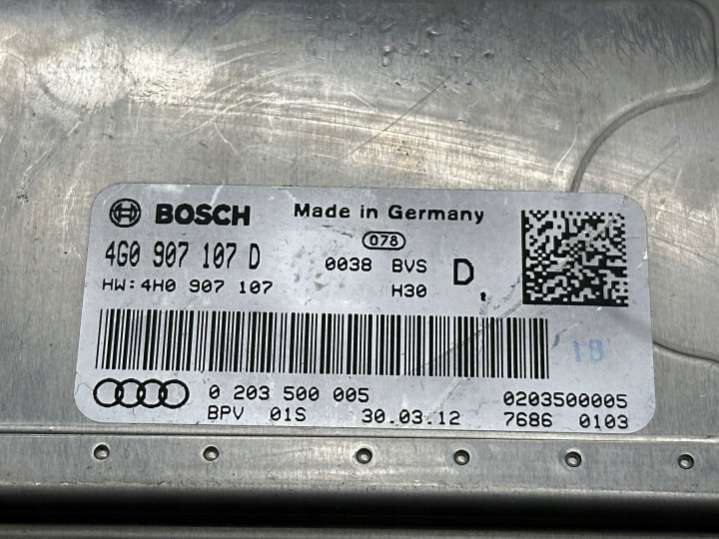 BOSCH Made in Germany
078
4G0 907 107 D 0038 BVS D
HW:4H0 907 107 H30
18
0 203 500 005 0203500005
BPV 01S 30.03.12 7686 0103